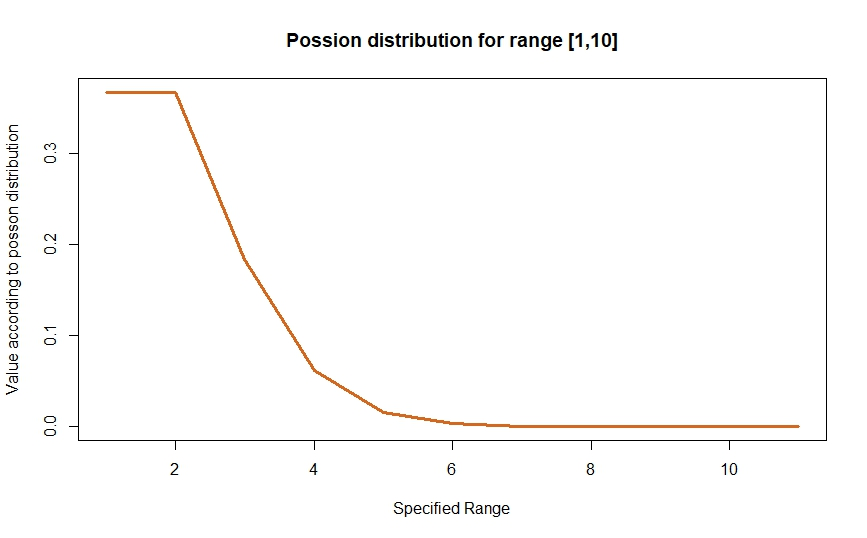 Possion distribution for range [1,10]
Value according to posson distribution
0.3
0.2
0.1
0.0
2 4 6 8 10
Specified Range